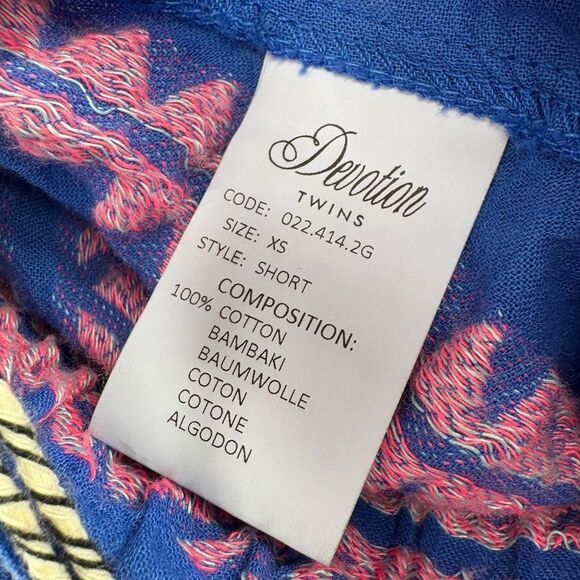 Devotion
TWINS
CODE: 022.414.2G
SIZE: XS
STYLE: SHORT
COMPOSITION:
100% COTTON
BAMBAKI
BAUMWOLLE
COTON
COTONE
ALGODON